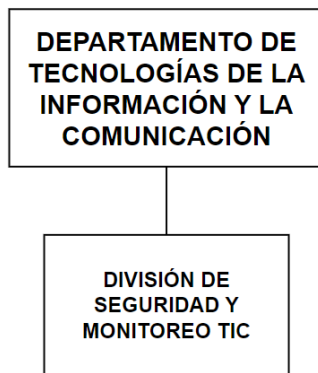 DEPARTAMENTO DE
TECNOLOGÍAS DE LA
INFORMACIÓN Y LA
COMUNICACIÓN
DIVISIÓN DE
SEGURIDAD Y
MONITOREO TIC